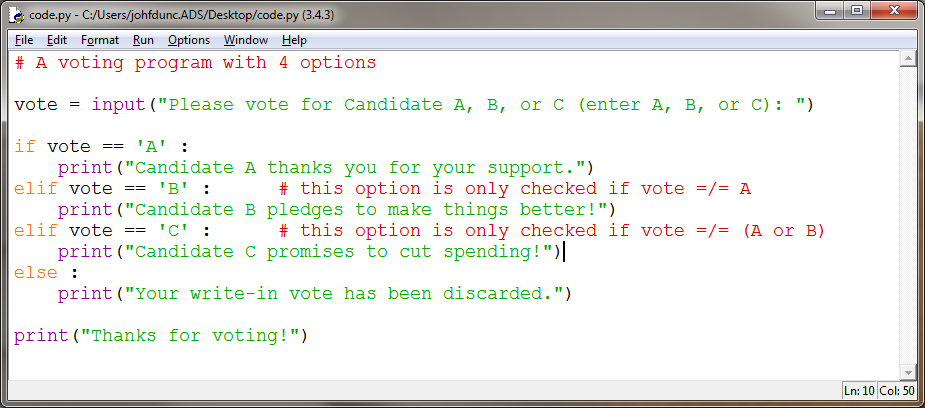 code.py - C:/Users/johfdunc.ADS/Desktop/code.py (3.4.3)
File Edit Format Run Options Window Help
# A voting program with 4 options
vote = input("Please vote for Candidate A, B, or C (enter A, B, or C): ")
if vote == 'A' :
    print("Candidate A thanks you for your support.")
elif vote == 'B' :      # this option is only checked if vote =/= A
    print("Candidate B pledges to make things better!")
elif vote == 'C' :      # this option is only checked if vote =/= (A or B)
    print("Candidate C promises to cut spending!")
else :
    print("Your write-in vote has been discarded.")
print("Thanks for voting!")
Ln: 10 Col: 50